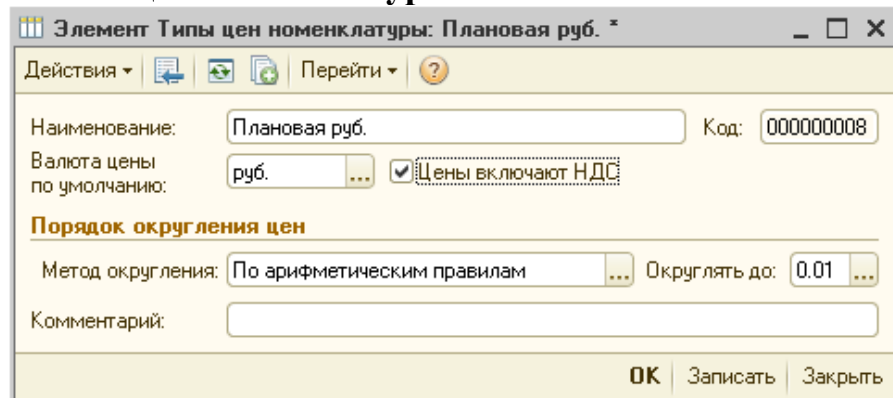 Элемент Типы цен номенклатуры: Плановая руб. *
Действия Перейти ?
Наименование: Плановая руб. Код: 000000008
Валюта цены
по умолчанию: руб. ... Цены включают НДС
Порядок округления цен
Метод округления: По арифметическим правилам ... Округлять до: 0.01 ...
Комментарий:
OK Записать Закрыть